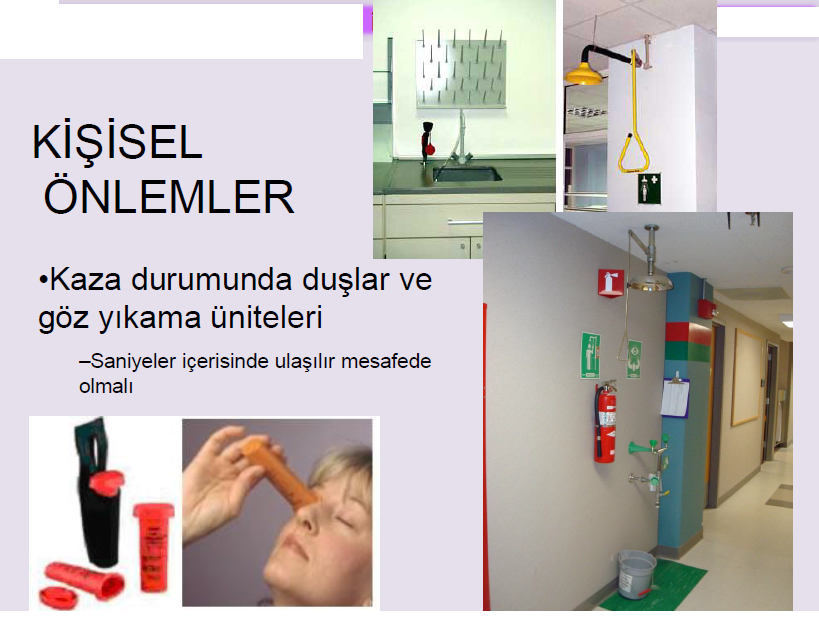 KİŞİSEL
ÖNLEMLER
•Kaza durumunda duşlar ve
göz yıkama üniteleri
–Saniyeler içerisinde ulaşılır mesafede
olmalı